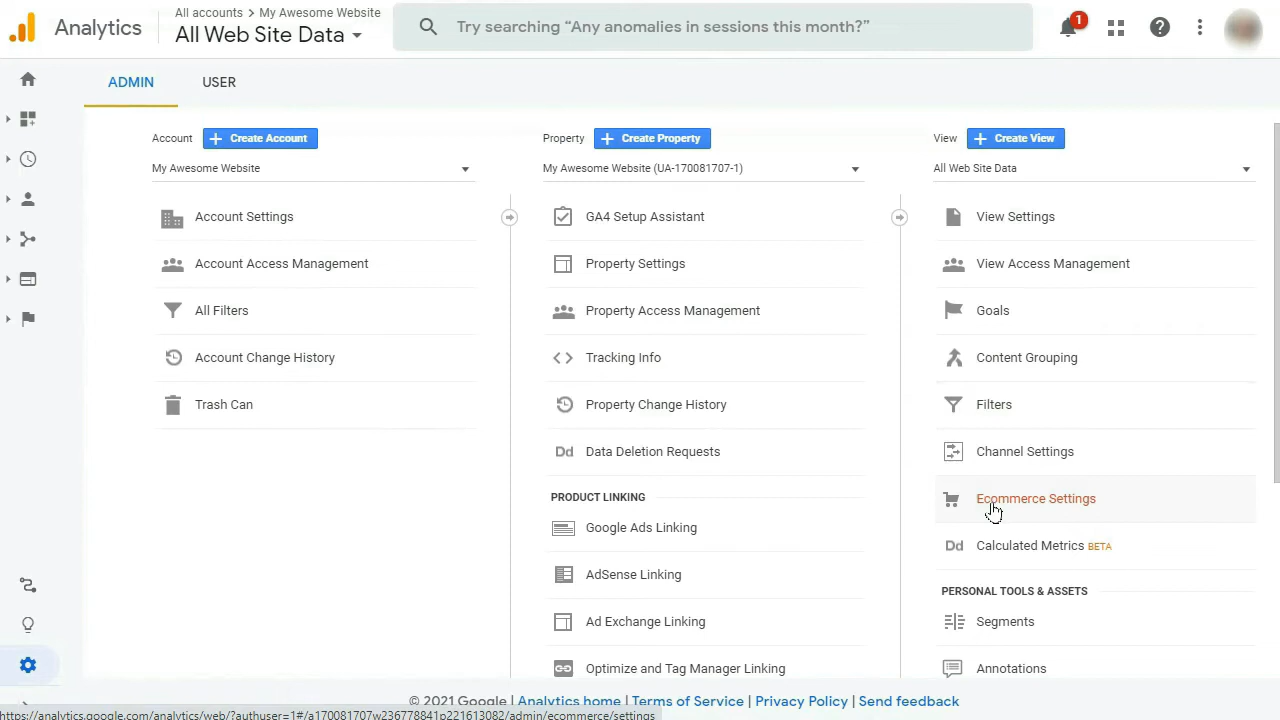 Analytics
All accounts > My Awesome Website
All Web Site Data
Try searching “Any anomalies in sessions this month?”
1
ADMIN
USER
Account
Create Account
My Awesome Website
Account Settings
Account Access Management
All Filters
Account Change History
Trash Can
Property
Create Property
My Awesome Website (UA-170081707-1)
GA4 Setup Assistant
Property Settings
Property Access Management
Tracking Info
Property Change History
Dd Data Deletion Requests
PRODUCT LINKING
Google Ads Linking
AdSense Linking
Ad Exchange Linking
Optimize and Tag Manager Linking
View
Create View
All Web Site Data
View Settings
View Access Management
Goals
Content Grouping
Filters
Channel Settings
Ecommerce Settings
Dd Calculated Metrics BETA
PERSONAL TOOLS & ASSETS
Segments
Annotations
© 2021 Google | Analytics home | Terms of Service | Privacy Policy | Send feedback
https://analytics.google.com/analytics/web/?authuser=1#/a170081707w236778841p221613082/admin/ecommerce/settings